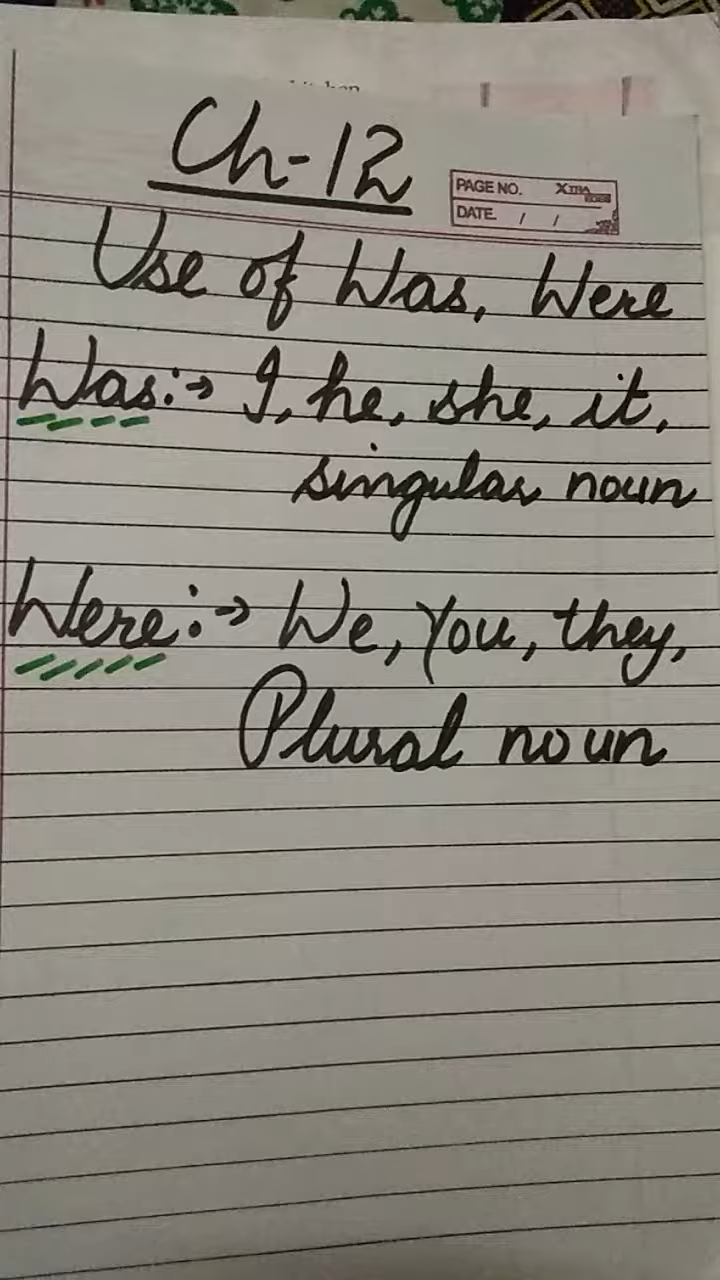 Ch-12
PAGE NO.
DATE / /
Use of Was, Were
Was:→ I, he, she, it,
singular noun
Were:→ We, You, they,
Plural noun